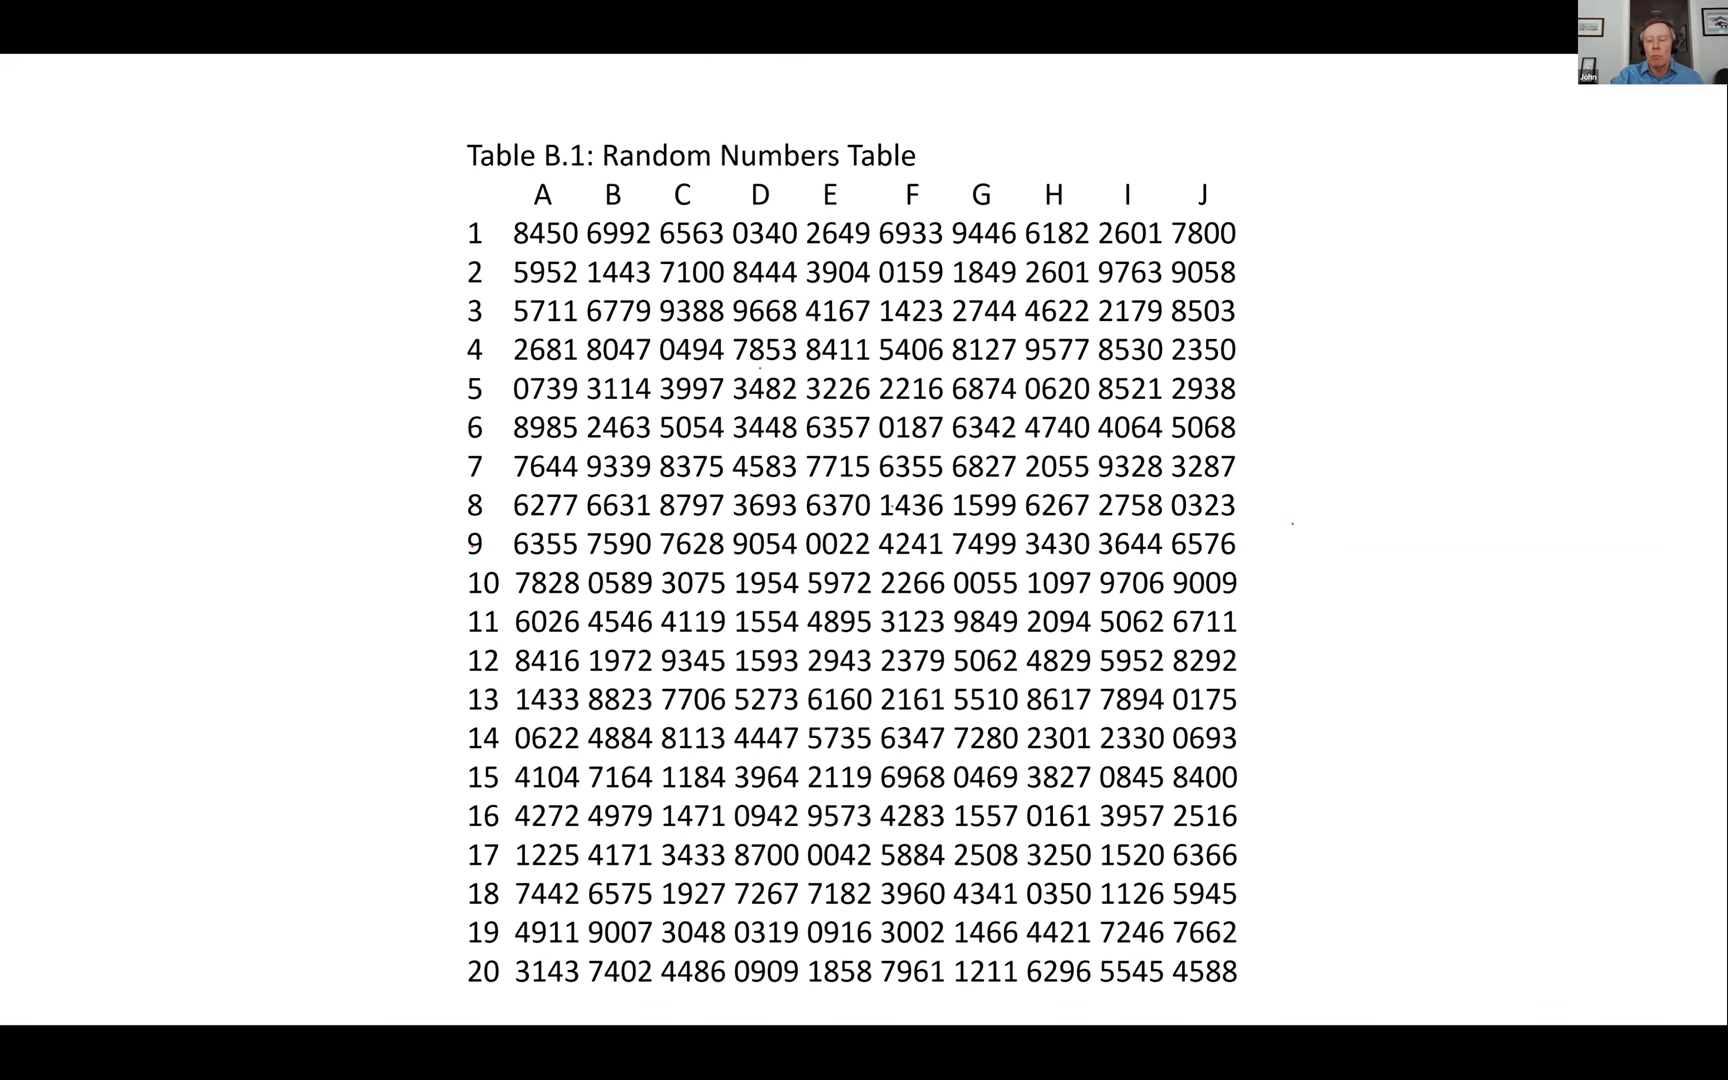 John
Table B.1: Random Numbers Table
A B C D E F G H I J
1 8450 6992 6563 0340 2649 6933 9446 6182 2601 7800
2 5952 1443 7100 8444 3904 0159 1849 2601 9763 9058
3 5711 6779 9388 9668 4167 1423 2744 4622 2179 8503
4 2681 8047 0494 7853 8411 5406 8127 9577 8530 2350
5 0739 3114 3997 3482 3226 2216 6874 0620 8521 2938
6 8985 2463 5054 3448 6357 0187 6342 4740 4064 5068
7 7644 9339 8375 4583 7715 6355 6827 2055 9328 3287
8 6277 6631 8797 3693 6370 1436 1599 6267 2758 0323
9 6355 7590 7628 9054 0022 4241 7499 3430 3644 6576
10 7828 0589 3075 1954 5972 2266 0055 1097 9706 9009
11 6026 4546 4119 1554 4895 3123 9849 2094 5062 6711
12 8416 1972 9345 1593 2943 2379 5062 4829 5952 8292
13 1433 8823 7706 5273 6160 2161 5510 8617 7894 0175
14 0622 4884 8113 4447 5735 6347 7280 2301 2330 0693
15 4104 7164 1184 3964 2119 6968 0469 3827 0845 8400
16 4272 4979 1471 0942 9573 4283 1557 0161 3957 2516
17 1225 4171 3433 8700 0042 5884 2508 3250 1520 6366
18 7442 6575 1927 7267 7182 3960 4341 0350 1126 5945
19 4911 9007 3048 0319 0916 3002 1466 4421 7246 7662
20 3143 7402 4486 0909 1858 7961 1211 6296 5545 4588